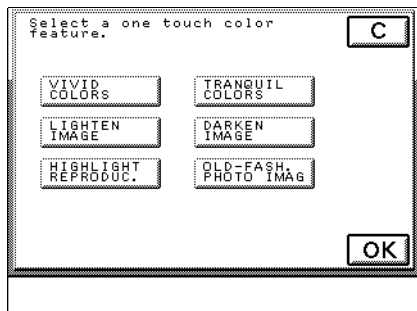 Select a one touch color
feature.
C
VIVID
COLORS
TRANQUIL
COLORS
LIGHTEN
IMAGE
DARKEN
IMAGE
HIGHLIGHT
REPRODUC.
OLD-FASH.
PHOTO IMAG
OK